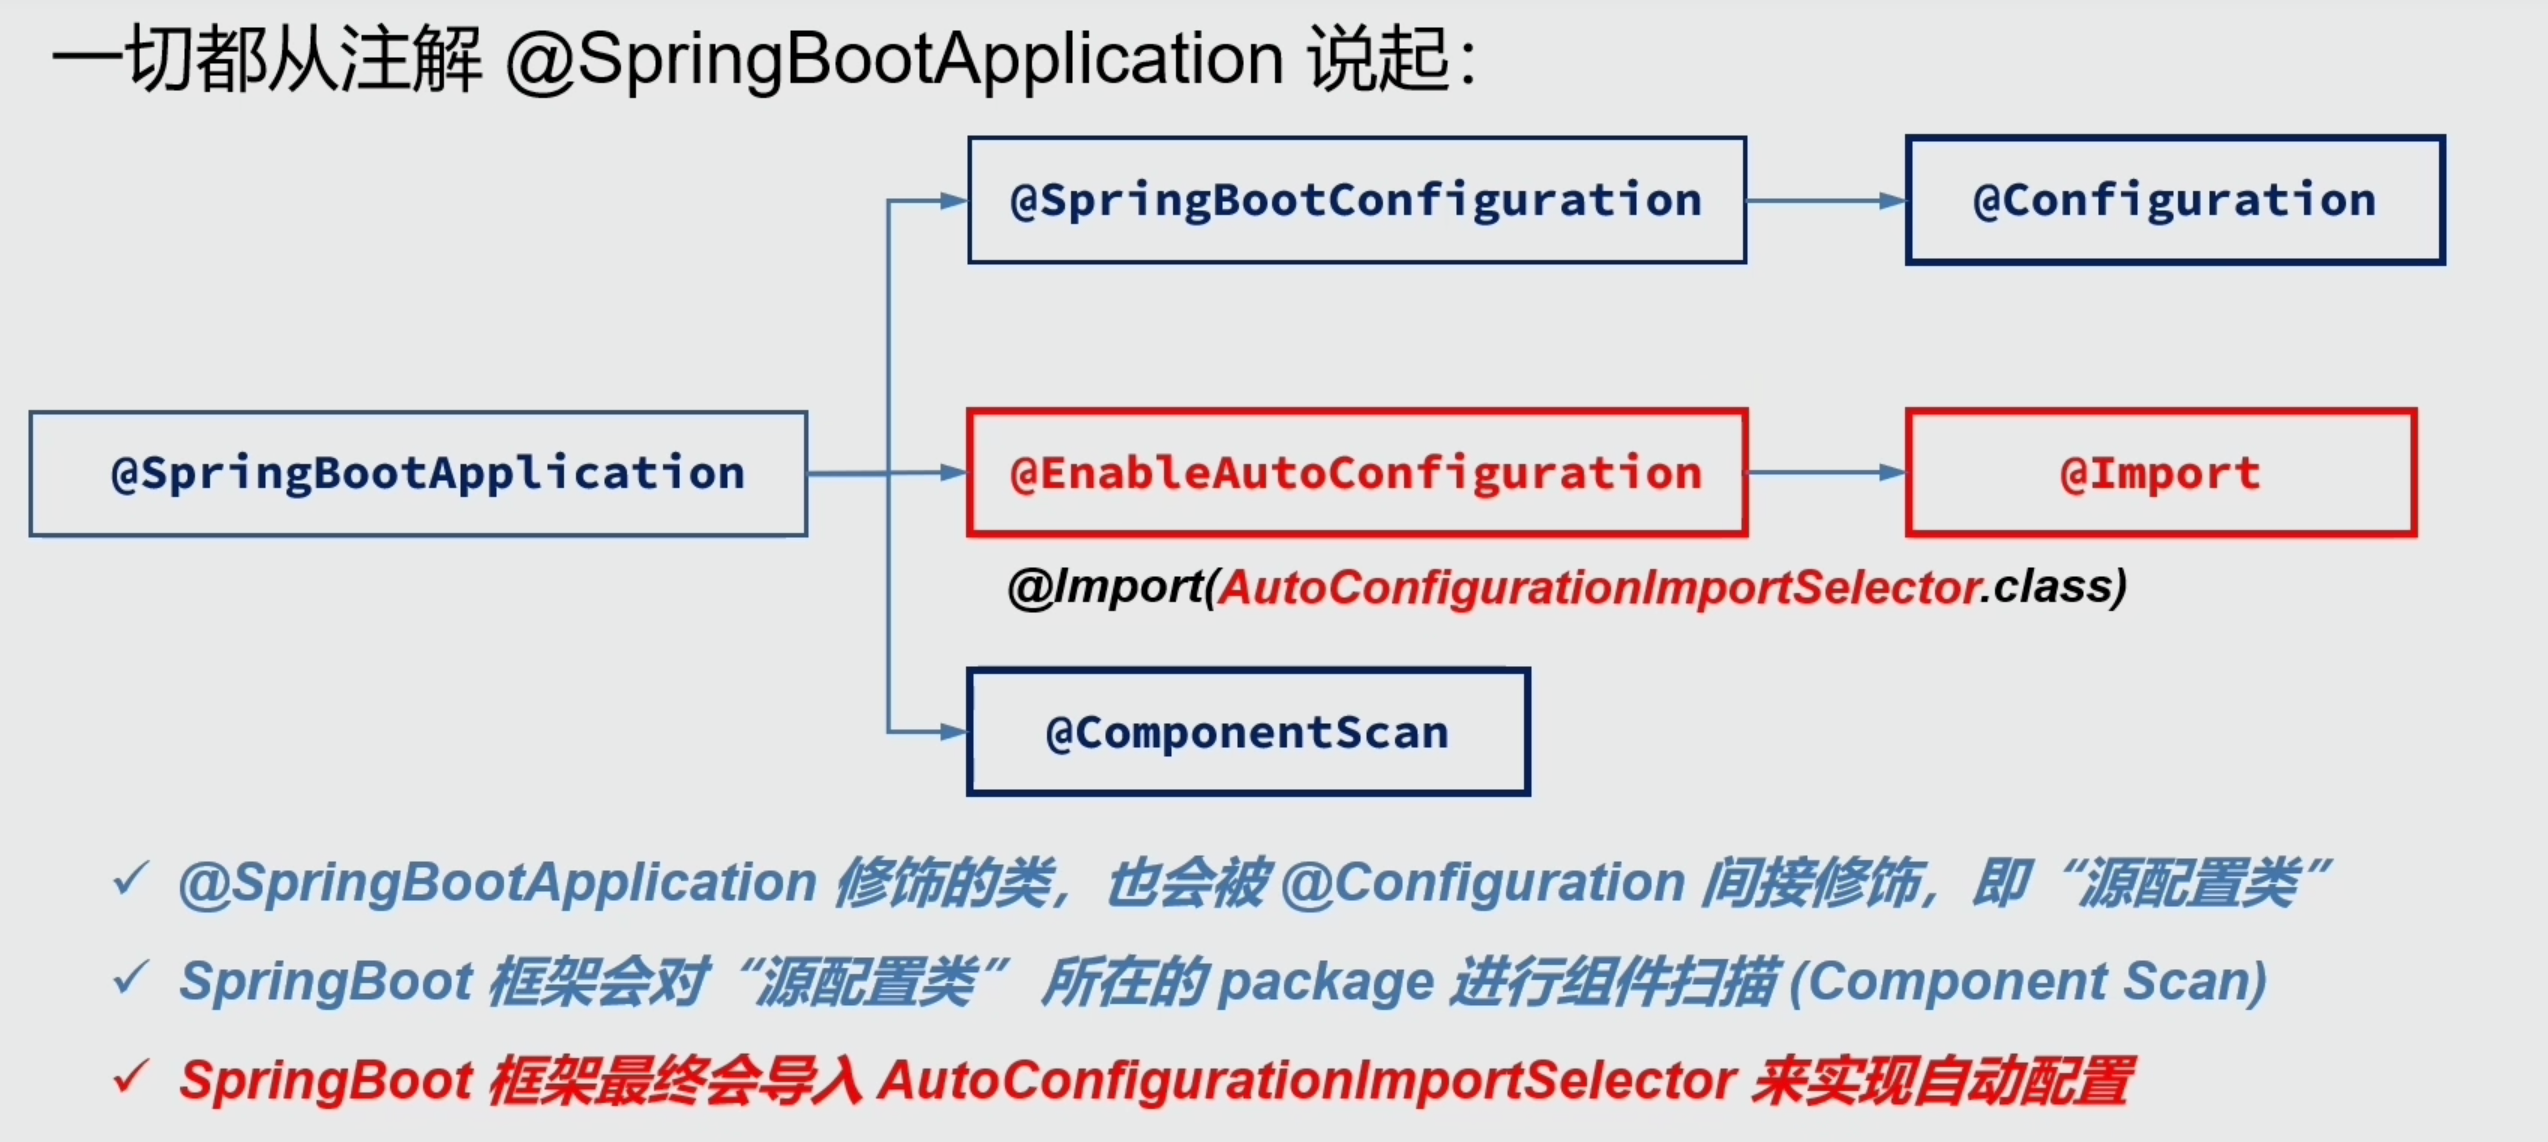 一切都从注解 @SpringBootApplication 说起：
@SpringBootConfiguration
@Configuration
@SpringBootApplication
@EnableAutoConfiguration
@Import
@Import(AutoConfigurationImportSelector.class)
@ComponentScan
✓ @SpringBootApplication 修饰的类，也会被 @Configuration 间接修饰，即“源配置类”
✓ SpringBoot 框架会对“源配置类” 所在的 package 进行组件扫描 (Component Scan)
✓ SpringBoot 框架最终会导入 AutoConfigurationImportSelector 来实现自动配置